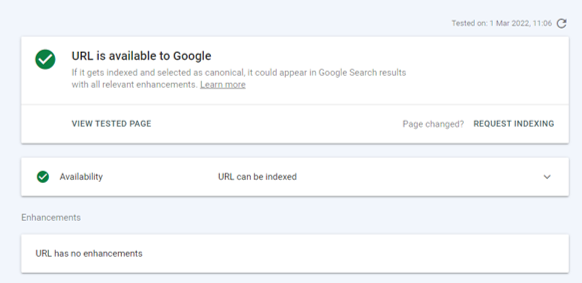 Tested on: 1 Mar 2022, 11:06
URL is available to Google
If it gets indexed and selected as canonical, it could appear in Google Search results
with all relevant enhancements. Learn more
VIEW TESTED PAGE Page changed? REQUEST INDEXING
Availability URL can be indexed
Enhancements
URL has no enhancements